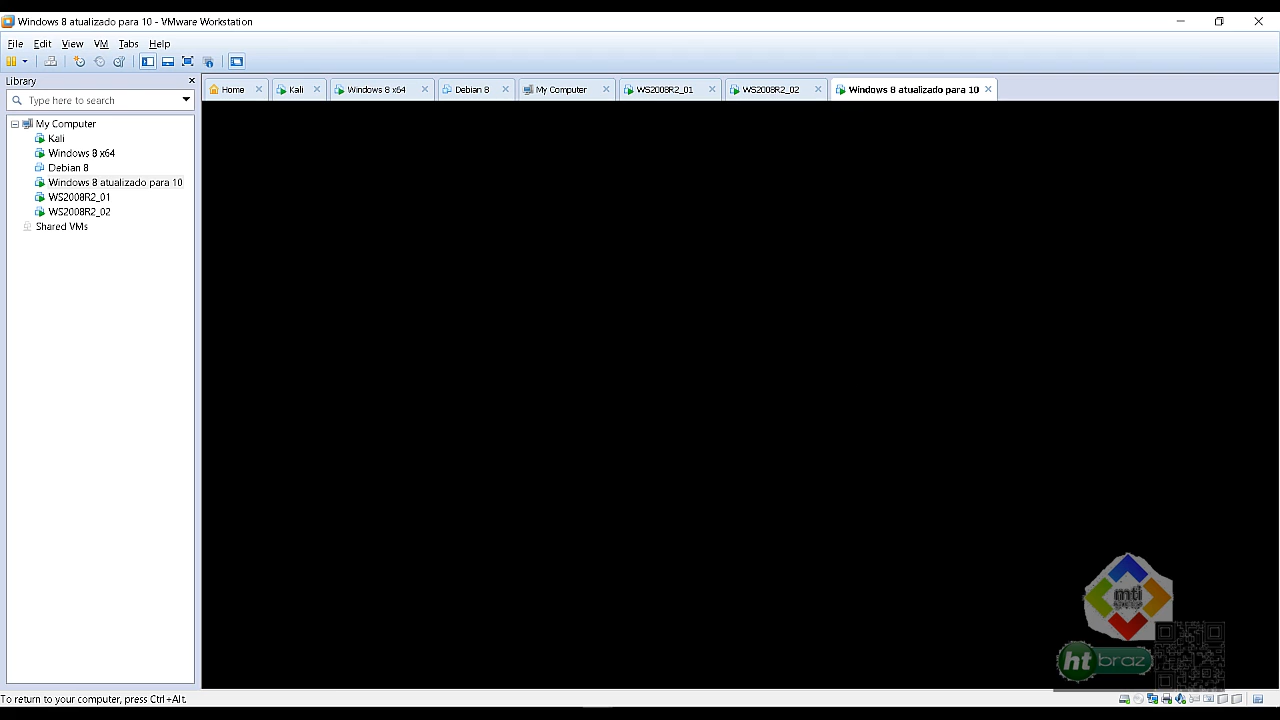 Windows 8 atualizado para 10 - VMware Workstation
File Edit View VM Tabs Help
Library
Type here to search
My Computer
Kali
Windows 8 x64
Debian 8
Windows 8 atualizado para 10
WS2008R2_01
WS2008R2_02
Shared VMs
Home Kali Windows 8 x64 Debian 8 My Computer WS2008R2_01 WS2008R2_02 Windows 8 atualizado para 10
mti
ht braz
To return to your computer, press Ctrl+Alt.